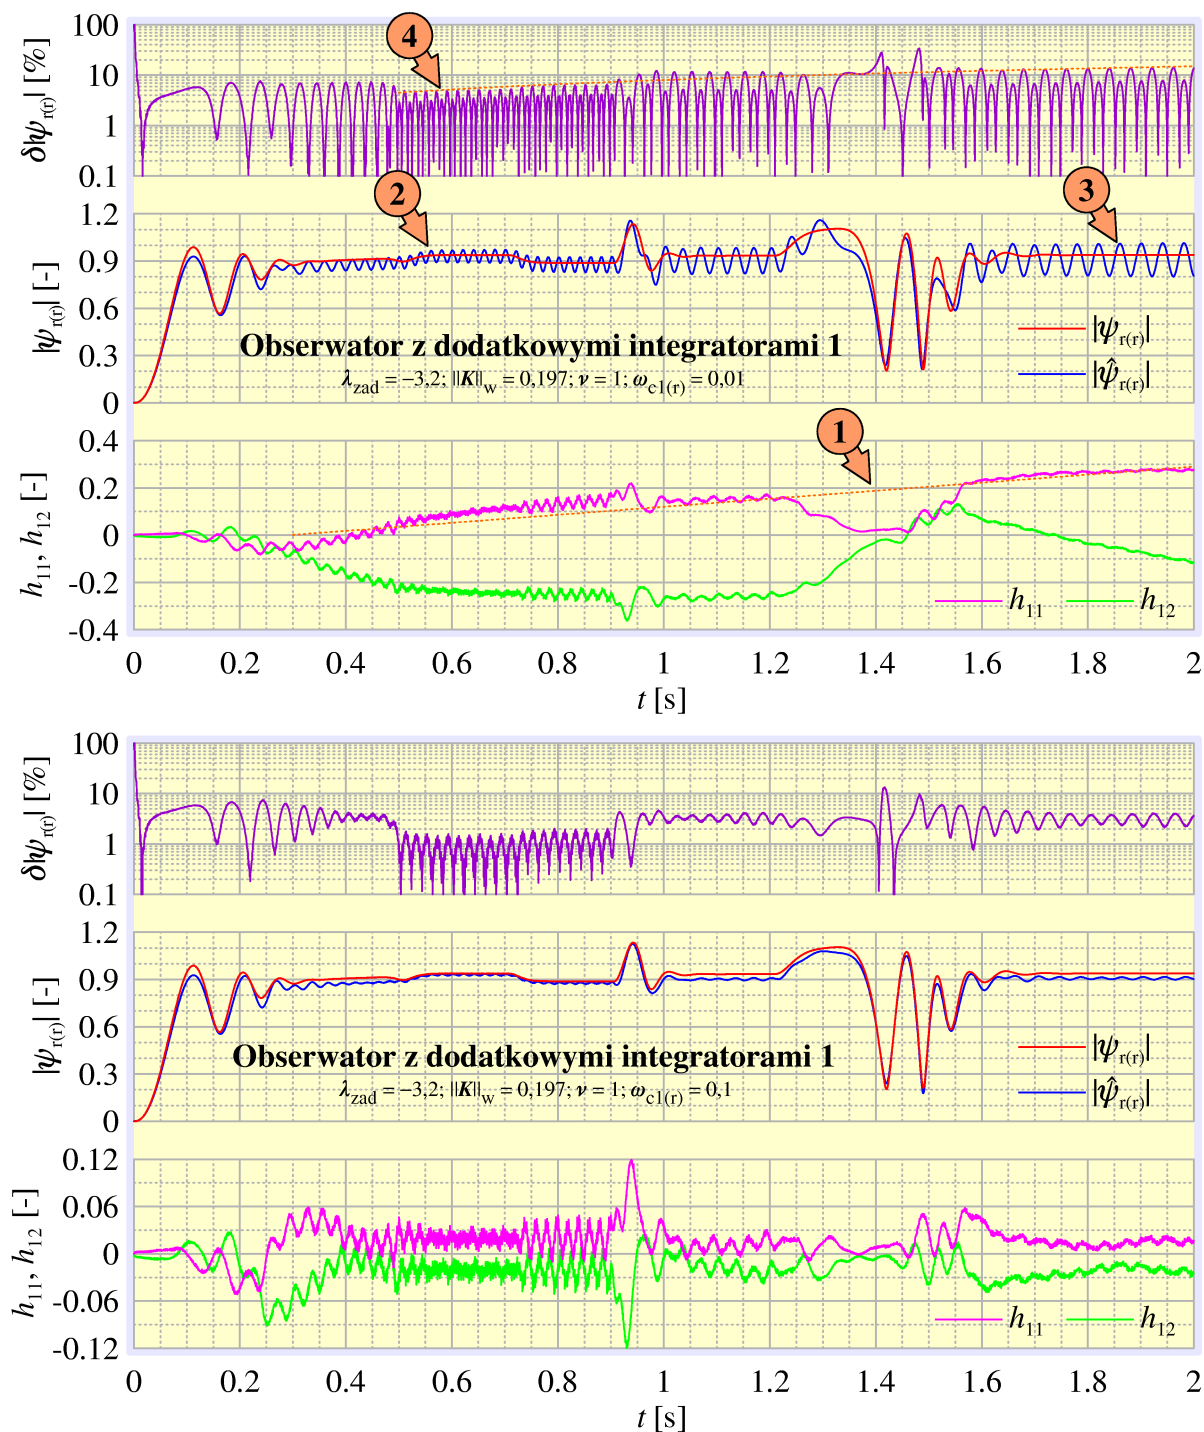 100
10
1
0.1
δ|ψr(r)| [%]
4
1.2
0.9
0.6
0.3
0
|ψr(r)| [-]
2
3
Obserwator z dodatkowymi integratorami 1
λzad = −3,2; ||K||w = 0,197; ν = 1; ωc1(r) = 0,01
|ψr(r)|
|ψ̂r(r)|
0.4
0.2
0
-0.2
-0.4
h11, h12 [-]
1
h11 h12
0 0.2 0.4 0.6 0.8 1 1.2 1.4 1.6 1.8 2
t [s]
100
10
1
0.1
δ|ψr(r)| [%]
1.2
0.9
0.6
0.3
0
|ψr(r)| [-]
Obserwator z dodatkowymi integratorami 1
λzad = −3,2; ||K||w = 0,197; ν = 1; ωc1(r) = 0,1
|ψr(r)|
|ψ̂r(r)|
0.12
0.06
0
-0.06
-0.12
h11, h12 [-]
h11 h12
0 0.2 0.4 0.6 0.8 1 1.2 1.4 1.6 1.8 2
t [s]